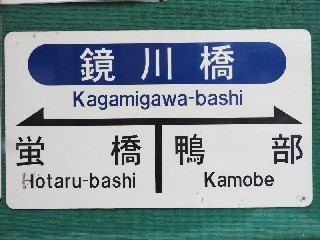 鏡川橋
Kagamigawa-bashi
蛍橋 鴨部
Hotaru-bashi Kamobe